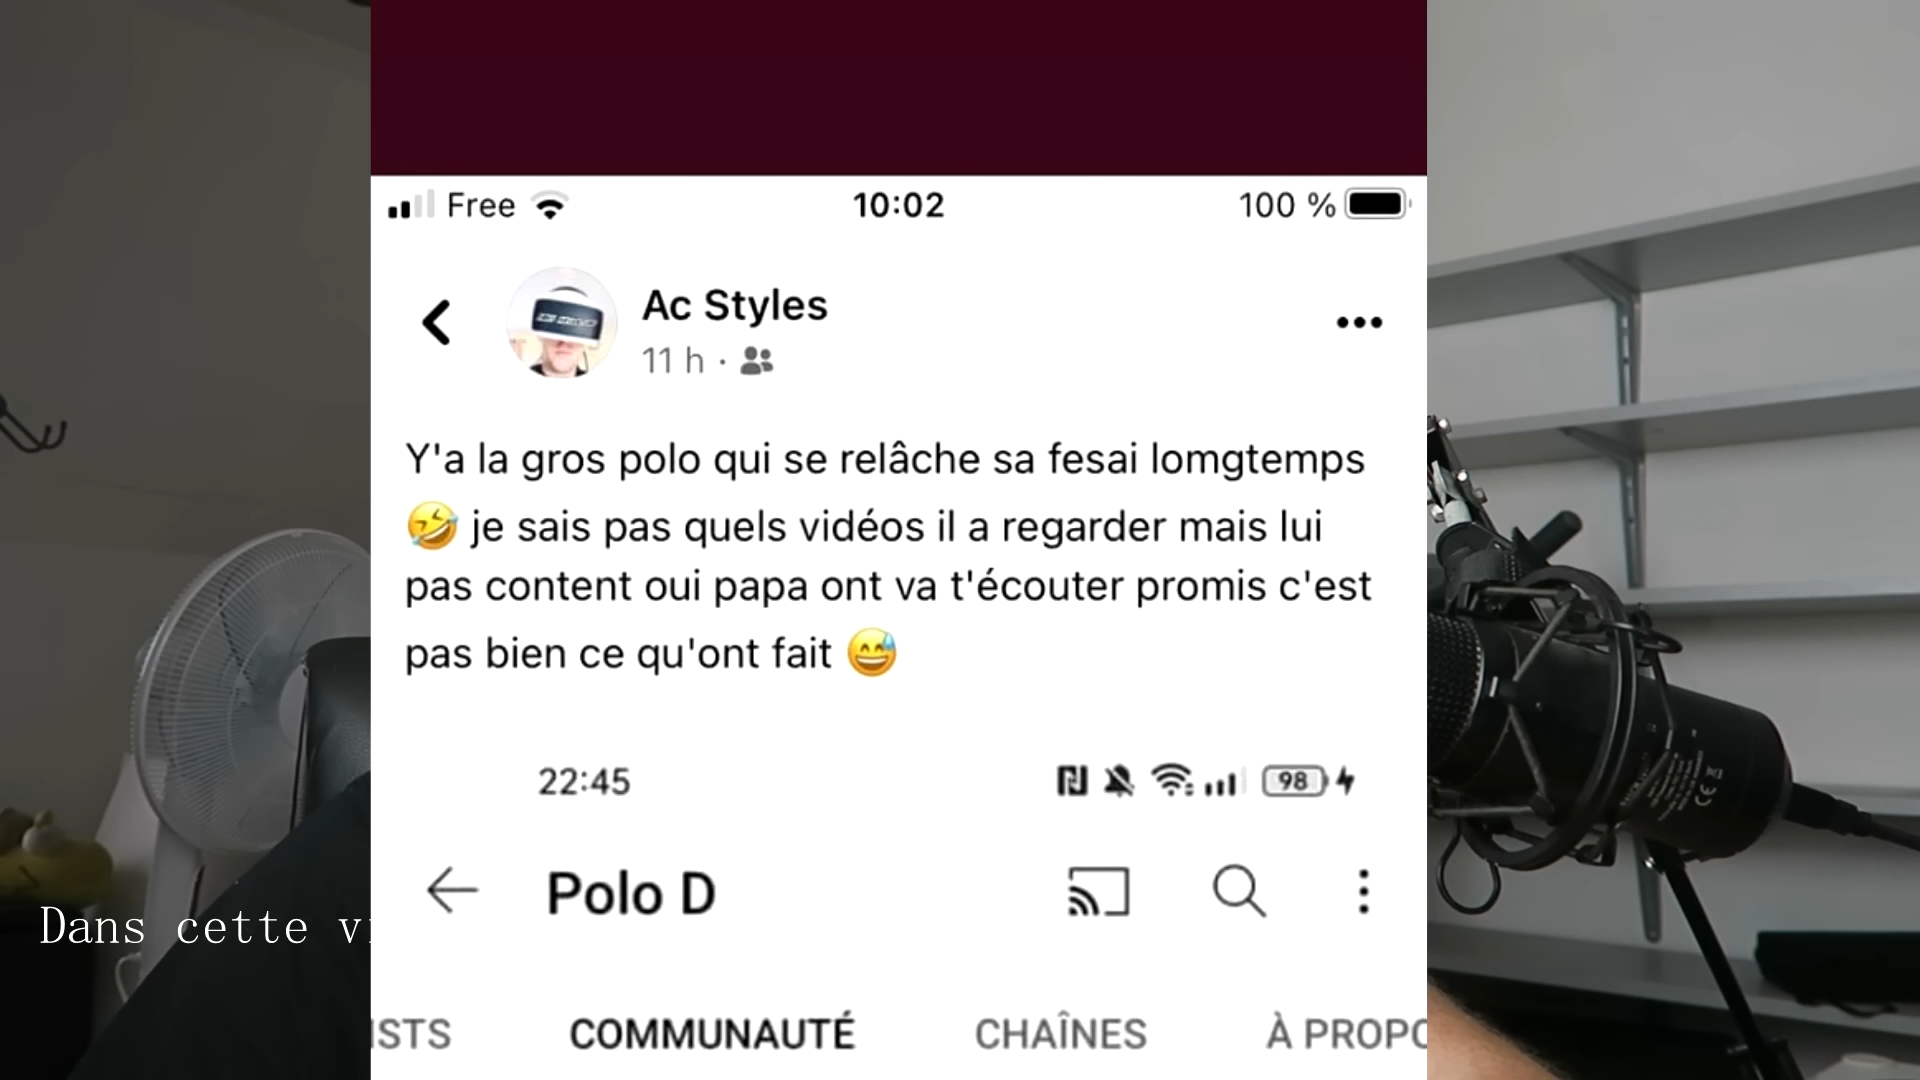 Free
10:02
100 %
Ac Styles
11 h ·
Y'a la gros polo qui se relâche sa fesai lomgtemps
🤣 je sais pas quels vidéos il a regarder mais lui
pas content oui papa ont va t'écouter promis c'est
pas bien ce qu'ont fait 😅
22:45
98
Polo D
ISTS
COMMUNAUTÉ
CHAÎNES
À PROPO
Dans cette vi